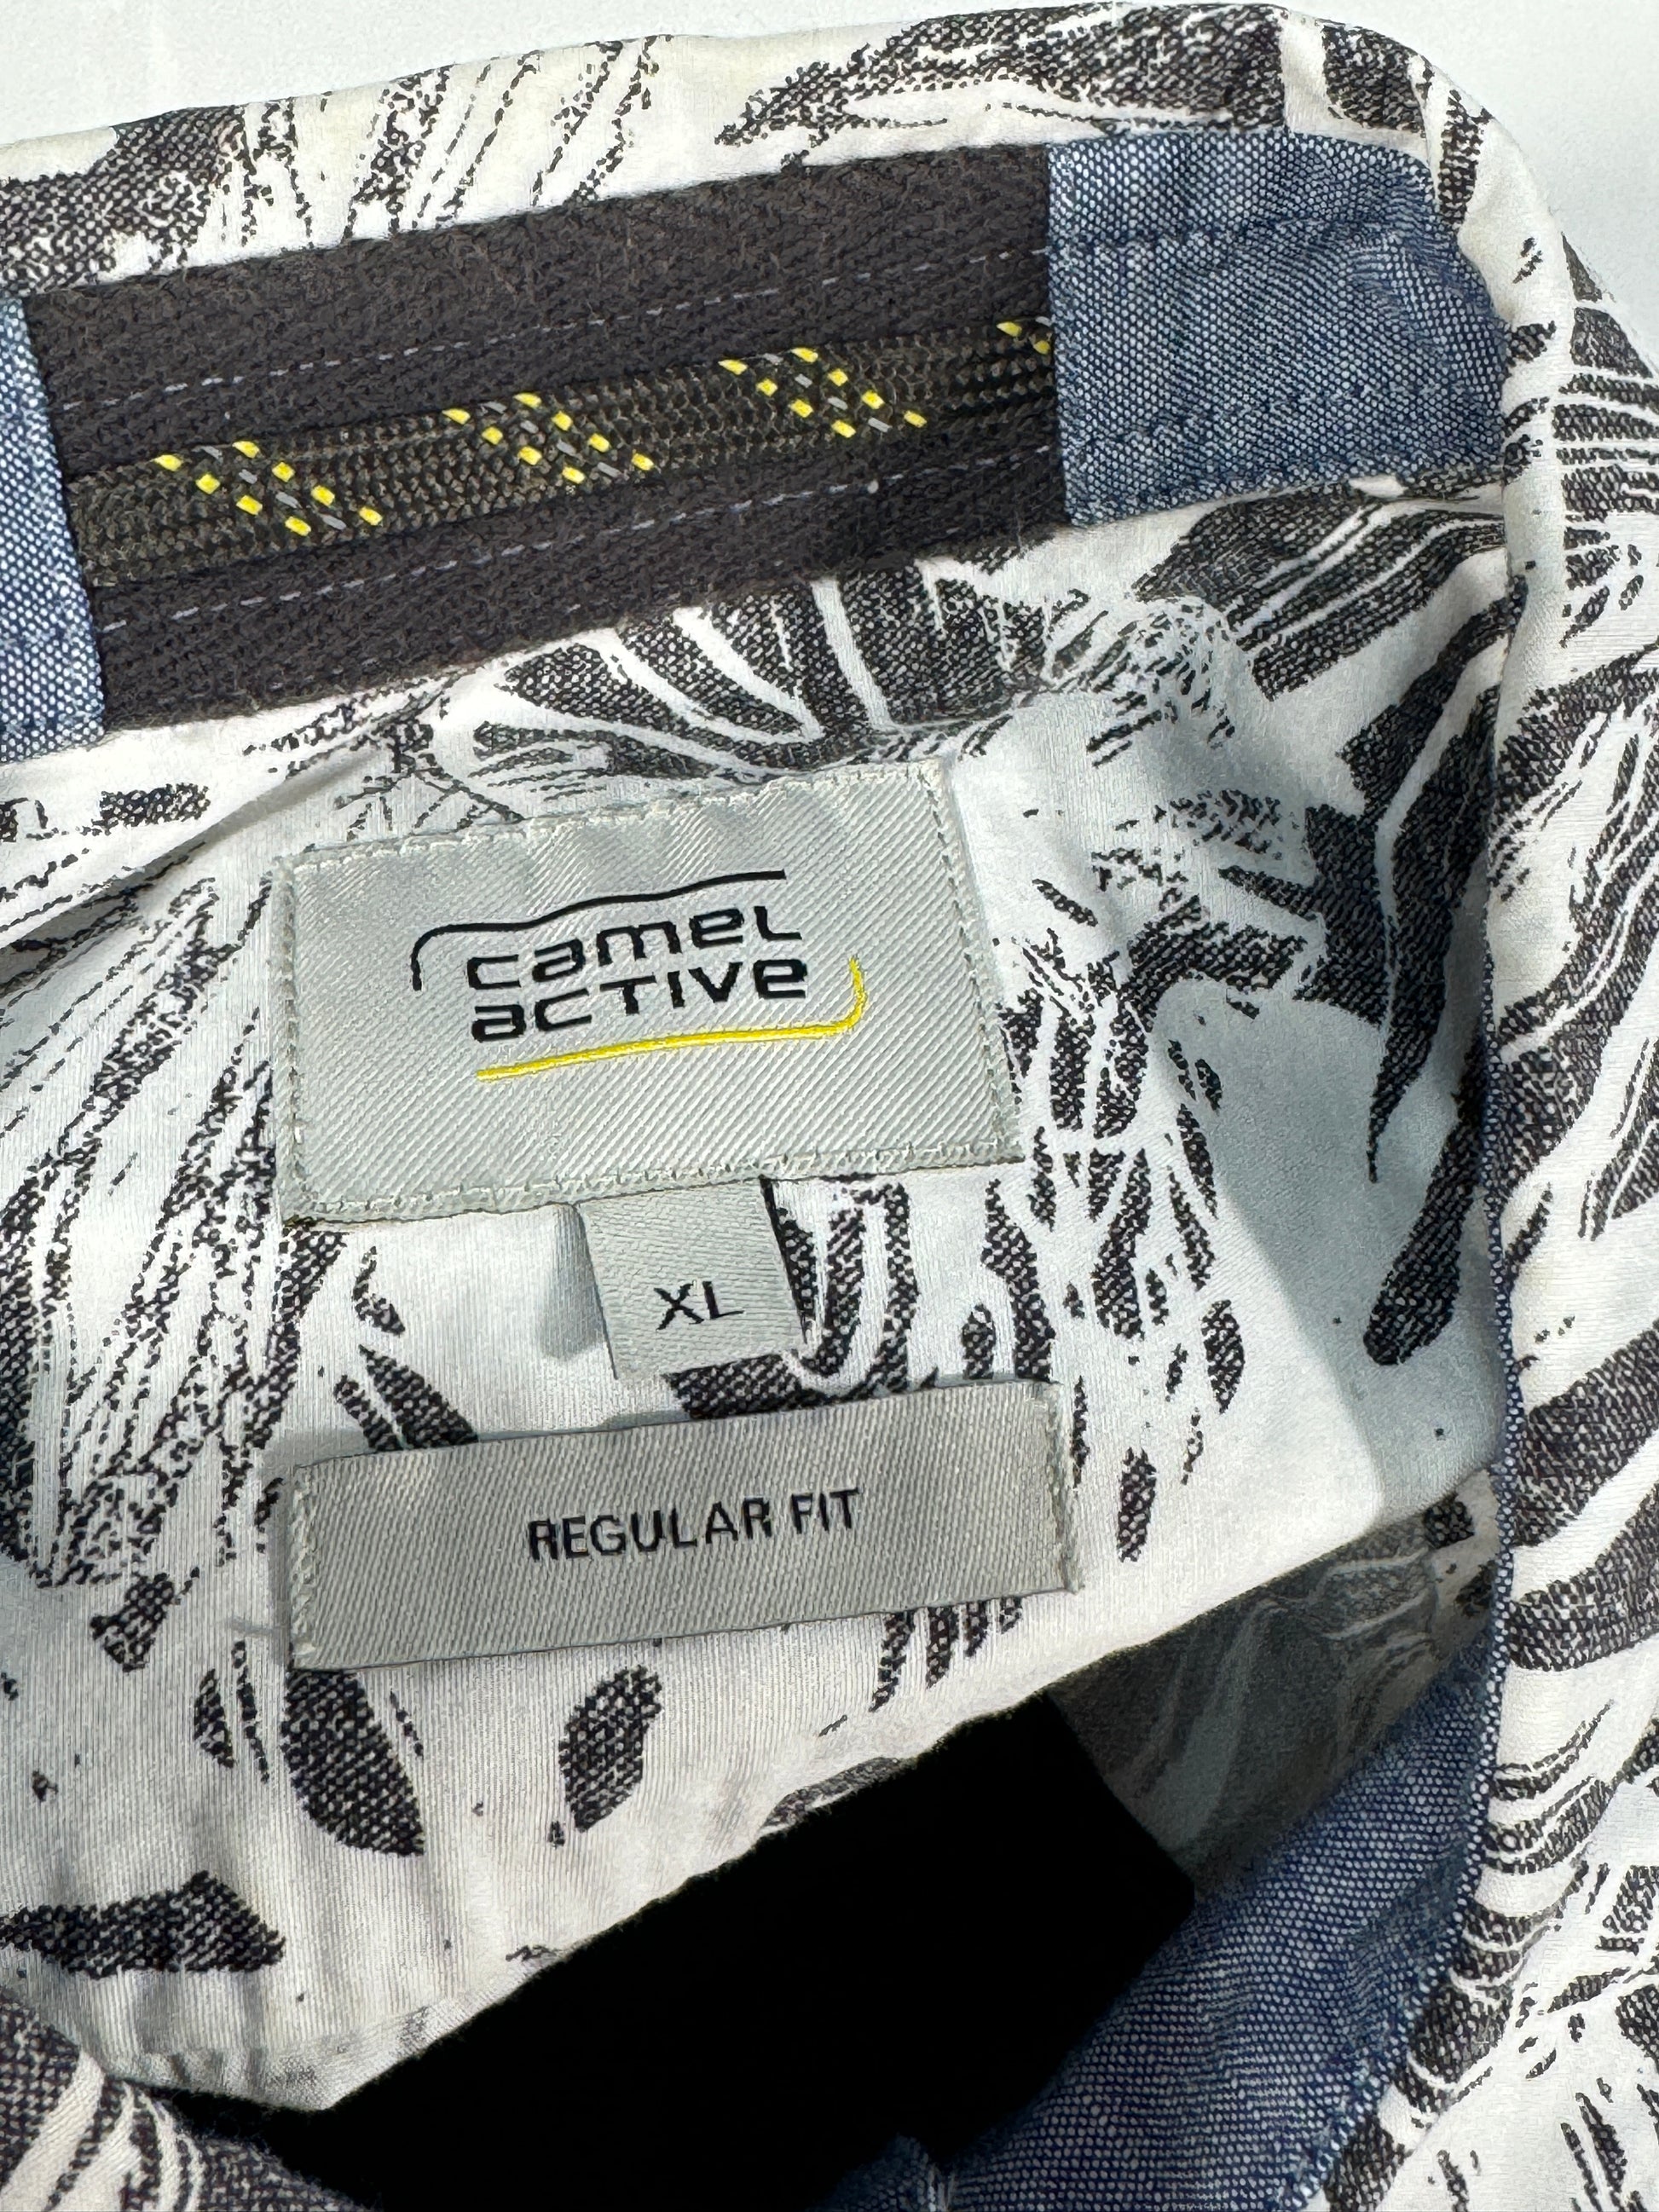 camel
active
XL
REGULAR FIT